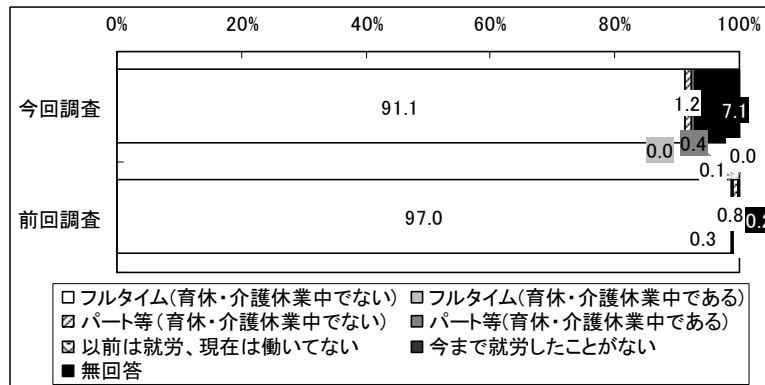 0% 20% 40% 60% 80% 100%
今回調査 91.1 1.2 7.1
0.0 0.4 0.0
0.1
前回調査 97.0 0.8 0.2
0.3
フルタイム(育休・介護休業中でない) フルタイム(育休・介護休業中である)
パート等(育休・介護休業中でない) パート等(育休・介護休業中である)
以前は就労、現在は働いてない 今まで就労したことがない
無回答